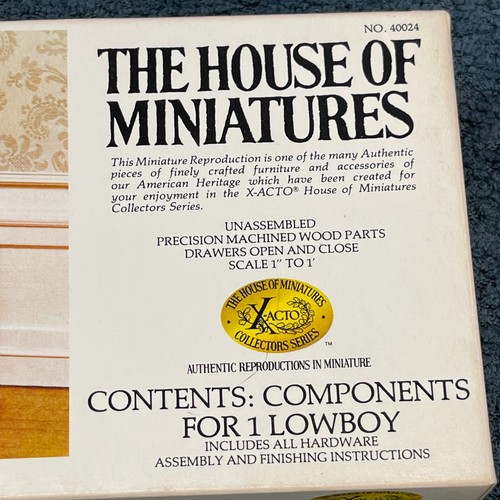 NO. 40024
THE HOUSE OF
MINIATURES
This Miniature Reproduction is one of the many Authentic
pieces of finely crafted furniture and accessories of
our American Heritage which have been created for
your enjoyment in the X-ACTO® House of Miniatures
Collectors Series.
UNASSEMBLED
PRECISION MACHINED WOOD PARTS
DRAWERS OPEN AND CLOSE
SCALE 1" TO 1'
THE HOUSE OF MINIATURES
X-ACTO
COLLECTORS SERIES
TM
AUTHENTIC REPRODUCTIONS IN MINIATURE
CONTENTS: COMPONENTS
FOR 1 LOWBOY
INCLUDES ALL HARDWARE
ASSEMBLY AND FINISHING INSTRUCTIONS